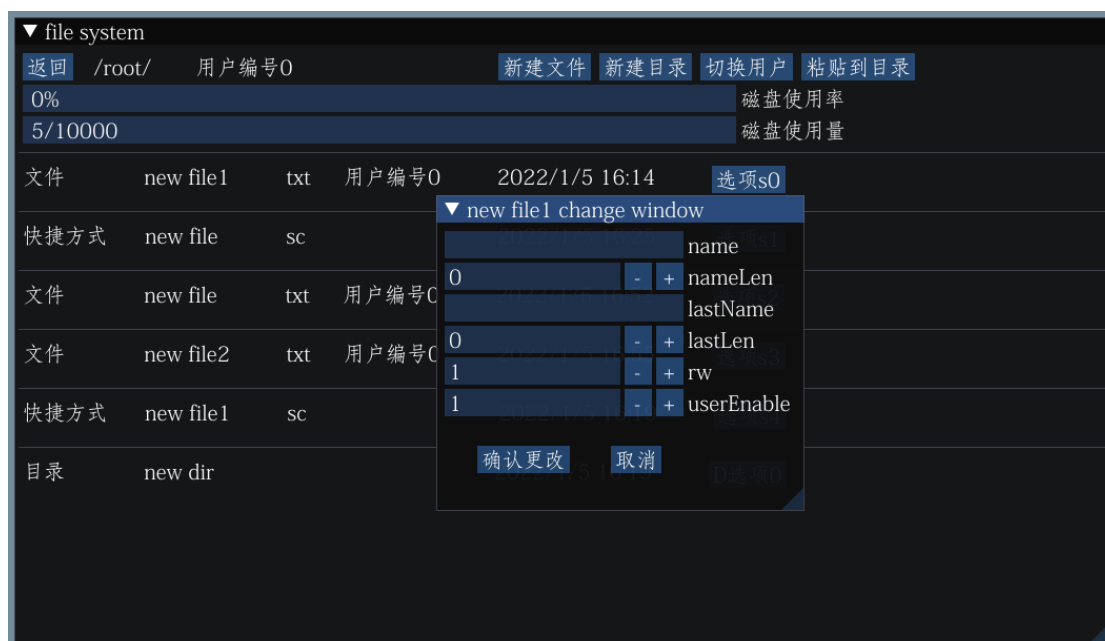 ▼ file system
返回 /root/ 用户编号0 新建文件 新建目录 切换用户 粘贴到目录
0% 磁盘使用率
5/10000 磁盘使用量
文件 new file1 txt 用户编号0 2022/1/5 16:14 选项s0
▼ new file1 change window
快捷方式 new file sc
name
0 - + nameLen
文件 new file txt 用户编号0
lastName
0 - + lastLen
文件 new file2 txt 用户编号0
1 - + rw
1 - + userEnable
快捷方式 new file1 sc
确认更改 取消
目录 new dir